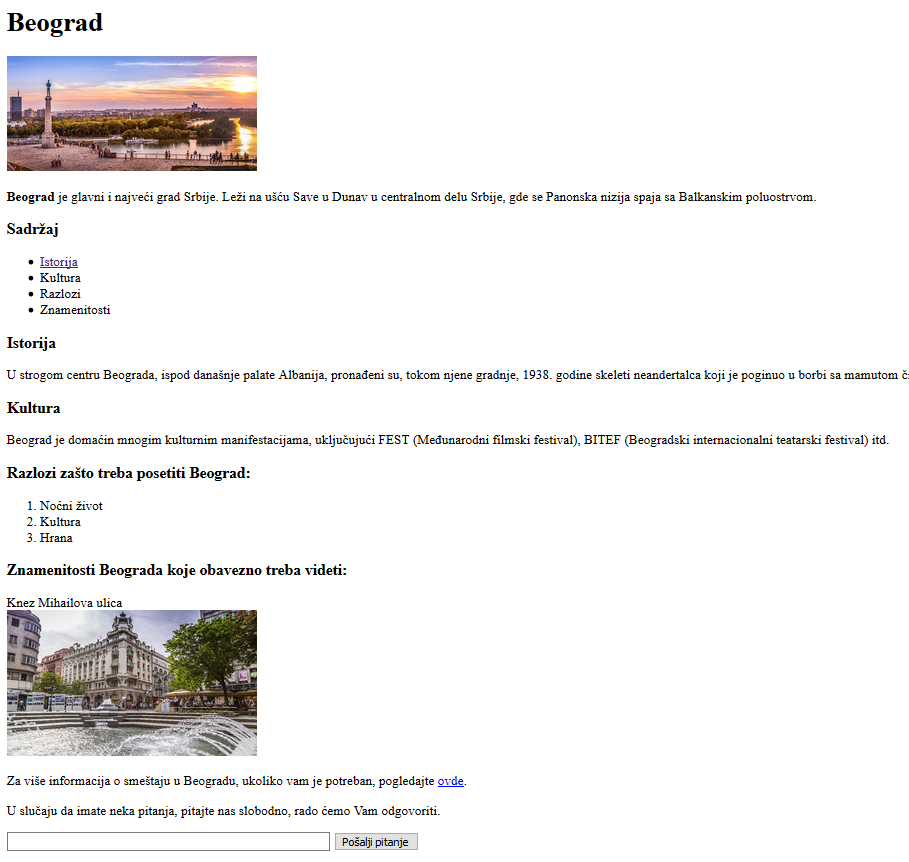 Beograd
Beograd je glavni i najveći grad Srbije. Leži na ušću Save u Dunav u centralnom delu Srbije, gde se Panonska nizija spaja sa Balkanskim poluostrvom.
Sadržaj
Istorija
Kultura
Razlozi
Znamenitosti
Istorija
U strogom centru Beograda, ispod današnje palate Albanija, pronađeni su, tokom njene gradnje, 1938. godine skeleti neandertalca koji je poginuo u borbi sa mamutom
Kultura
Beograd je domaćin mnogim kulturnim manifestacijama, uključujući FEST (Međunarodni filmski festival), BITEF (Beogradski internacionalni teatarski festival) itd.
Razlozi zašto treba posetiti Beograd:
1. Noćni život
2. Kultura
3. Hrana
Znamenitosti Beograda koje obavezno treba videti:
Knez Mihailova ulica
Za više informacija o smeštaju u Beogradu, ukoliko vam je potreban, pogledajte ovde.
U slučaju da imate neka pitanja, pitajte nas slobodno, rado ćemo Vam odgovoriti.
Pošalji pitanje